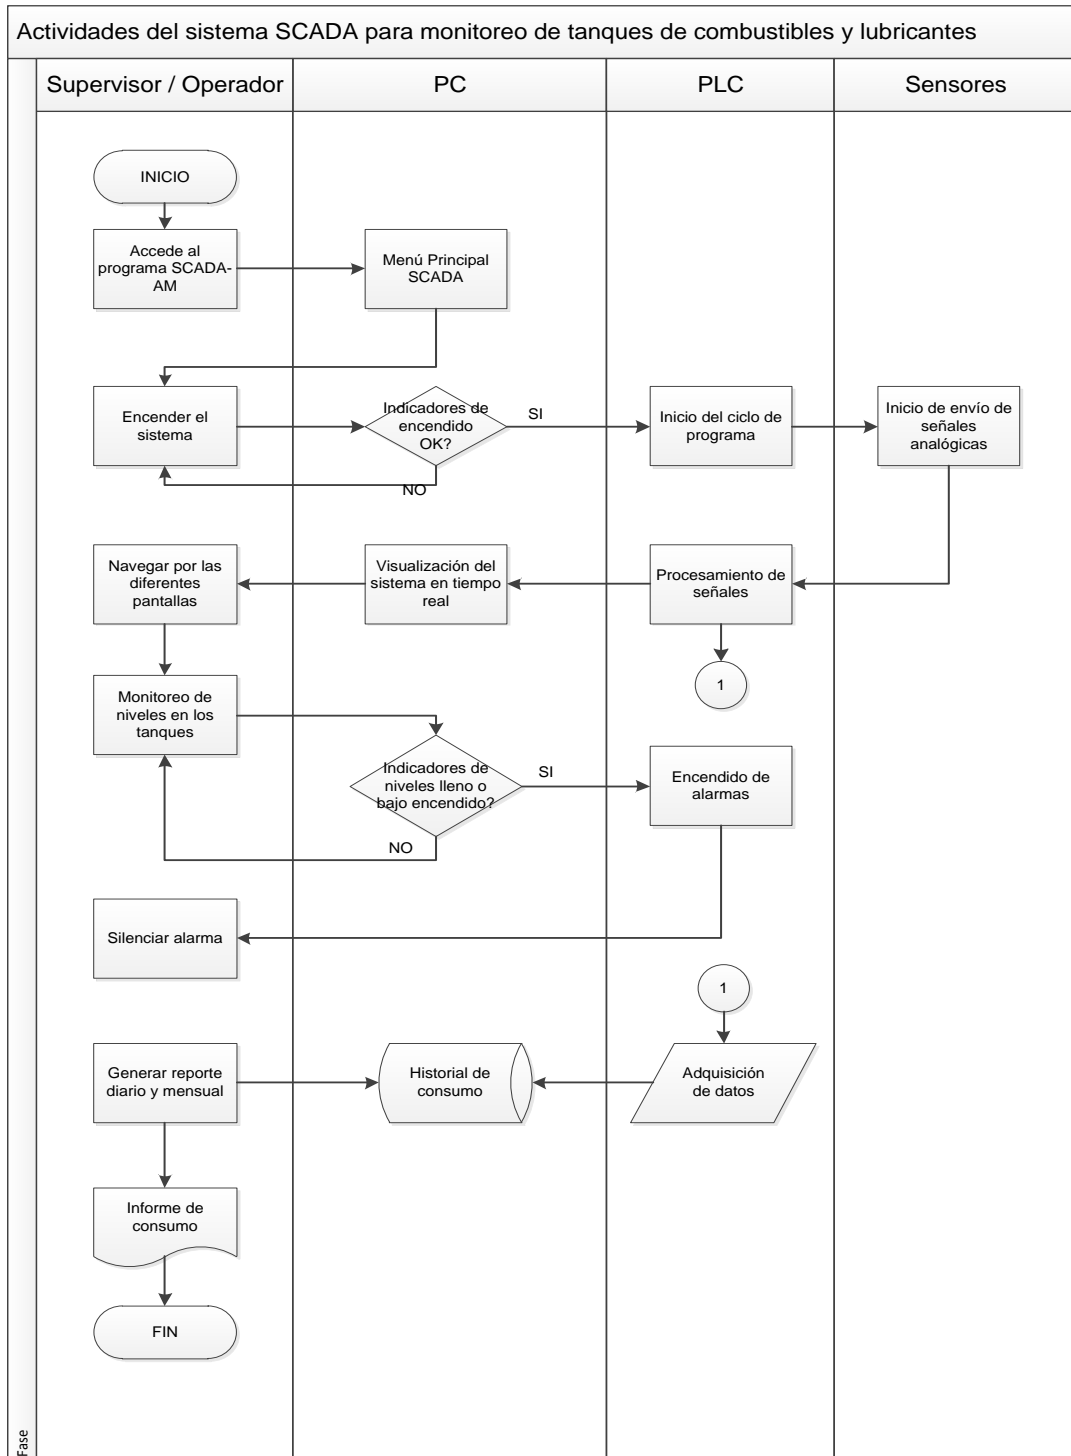 Actividades del sistema SCADA para monitoreo de tanques de combustibles y lubricantes
Supervisor / Operador
PC
PLC
Sensores
INICIO
Accede al
programa SCADA-
AM
Menú Principal
SCADA
Encender el
sistema
Indicadores de
encendido
OK?
SI
NO
Inicio del ciclo de
programa
Inicio de envío de
señales
analógicas
Navegar por las
diferentes
pantallas
Visualización del
sistema en tiempo
real
Procesamiento de
señales
1
Monitoreo de
niveles en los
tanques
Indicadores de
niveles lleno o
bajo encendido?
SI
NO
Encendido de
alarmas
Silenciar alarma
1
Generar reporte
diario y mensual
Historial de
consumo
Adquisición
de datos
Informe de
consumo
FIN
Fase